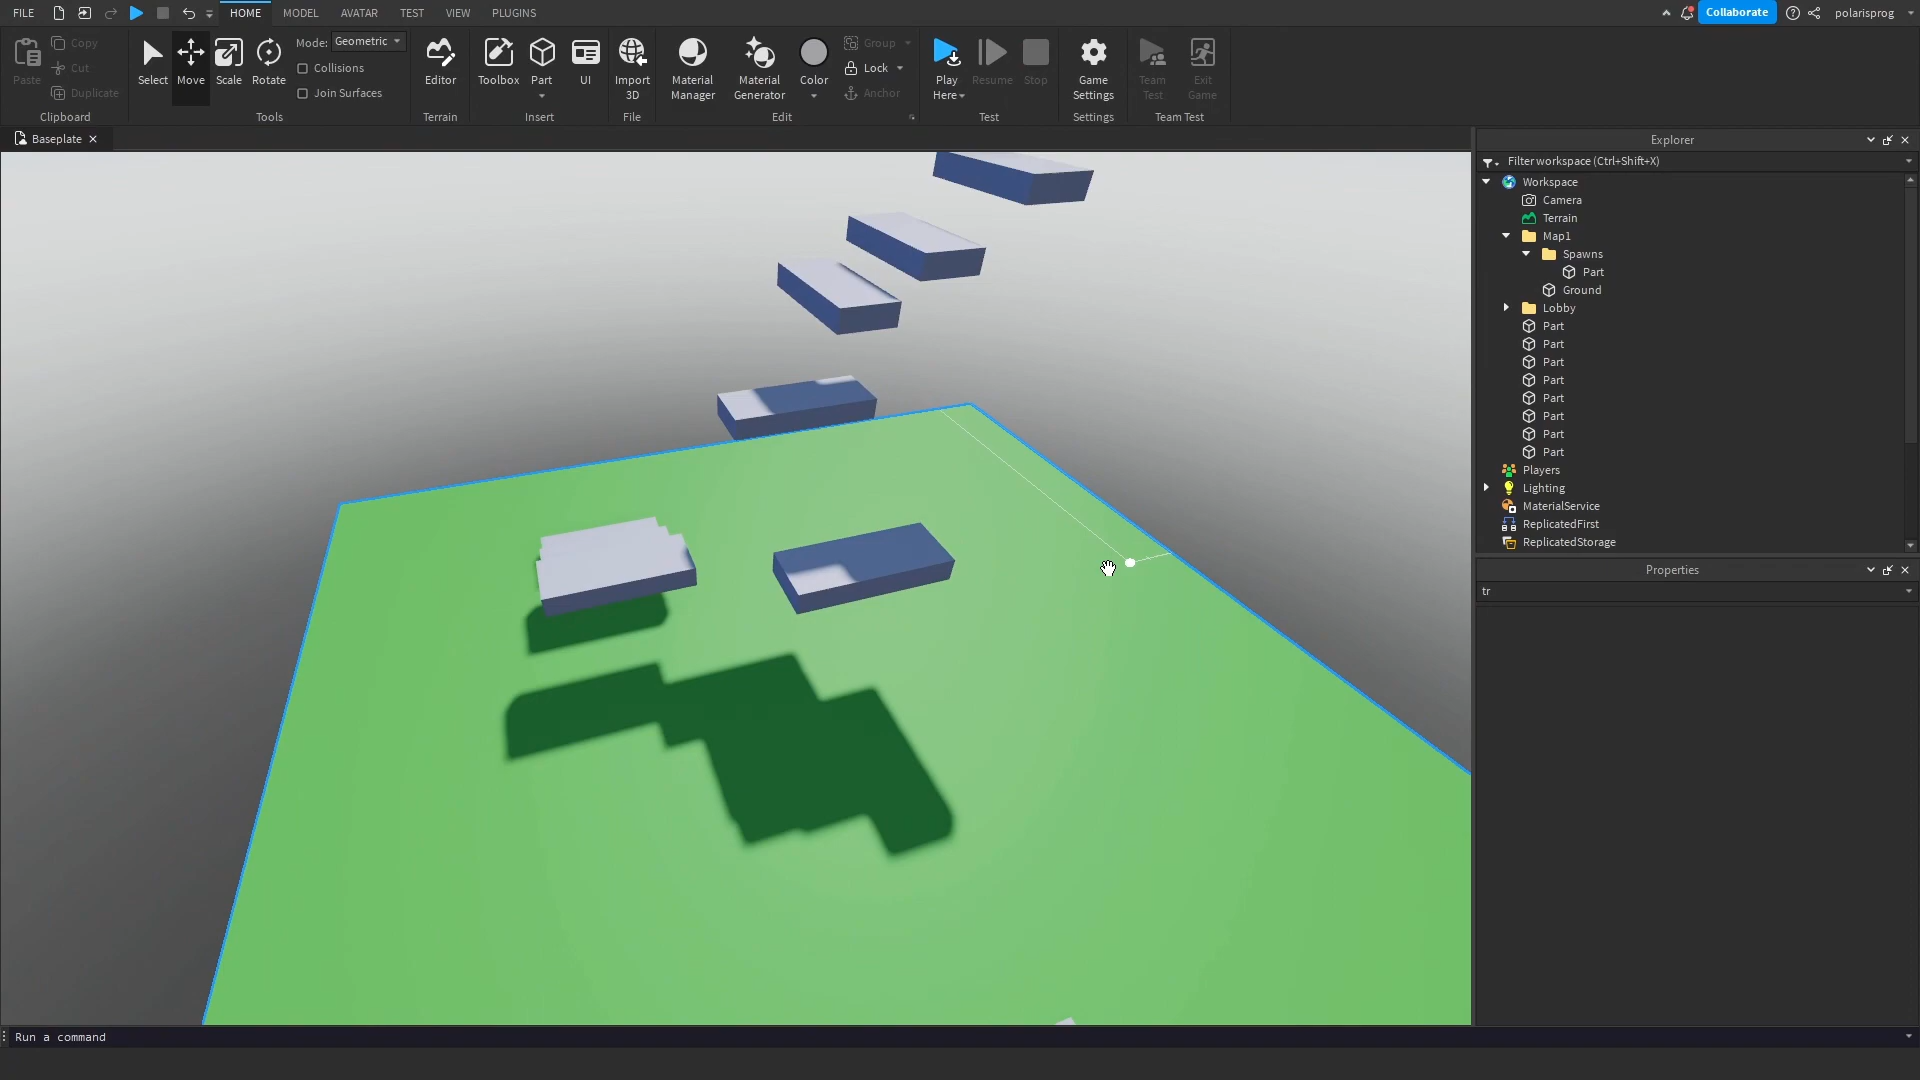 FILE
HOME
MODEL
AVATAR
TEST
VIEW
PLUGINS
Collaborate
polarisprog
Paste
Copy
Cut
Duplicate
Clipboard
Select
Move
Scale
Rotate
Mode: Geometric
Collisions
Join Surfaces
Tools
Editor
Terrain
Toolbox
Part
UI
Insert
Import
3D
File
Material
Manager
Material
Generator
Color
Group
Lock
Anchor
Edit
Play
Here
Resume
Stop
Test
Game
Settings
Settings
Team
Test
Exit
Game
Team Test
Baseplate
Explorer
Filter workspace (Ctrl+Shift+X)
Workspace
Camera
Terrain
Map1
Spawns
Part
Ground
Lobby
Part
Part
Part
Part
Part
Part
Part
Part
Players
Lighting
MaterialService
ReplicatedFirst
ReplicatedStorage
Properties
tr
Run a command